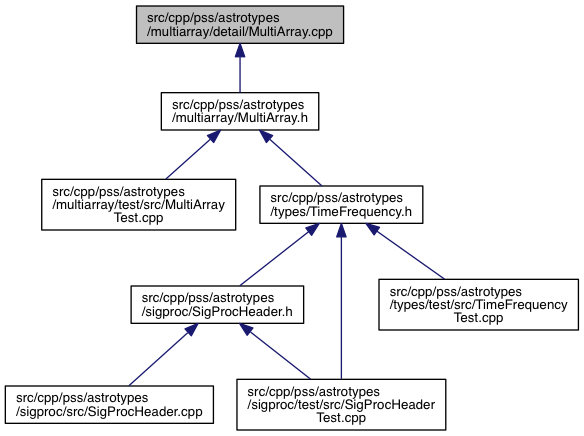 src/cpp/pss/astrotypes
/multiarray/detail/MultiArray.cpp
src/cpp/pss/astrotypes
/multiarray/MultiArray.h
src/cpp/pss/astrotypes
/multiarray/test/src/MultiArray
Test.cpp
src/cpp/pss/astrotypes
/types/TimeFrequency.h
src/cpp/pss/astrotypes
/sigproc/SigProcHeader.h
src/cpp/pss/astrotypes
/types/test/src/TimeFrequency
Test.cpp
src/cpp/pss/astrotypes
/sigproc/src/SigProcHeader.cpp
src/cpp/pss/astrotypes
/sigproc/test/src/SigProcHeader
Test.cpp